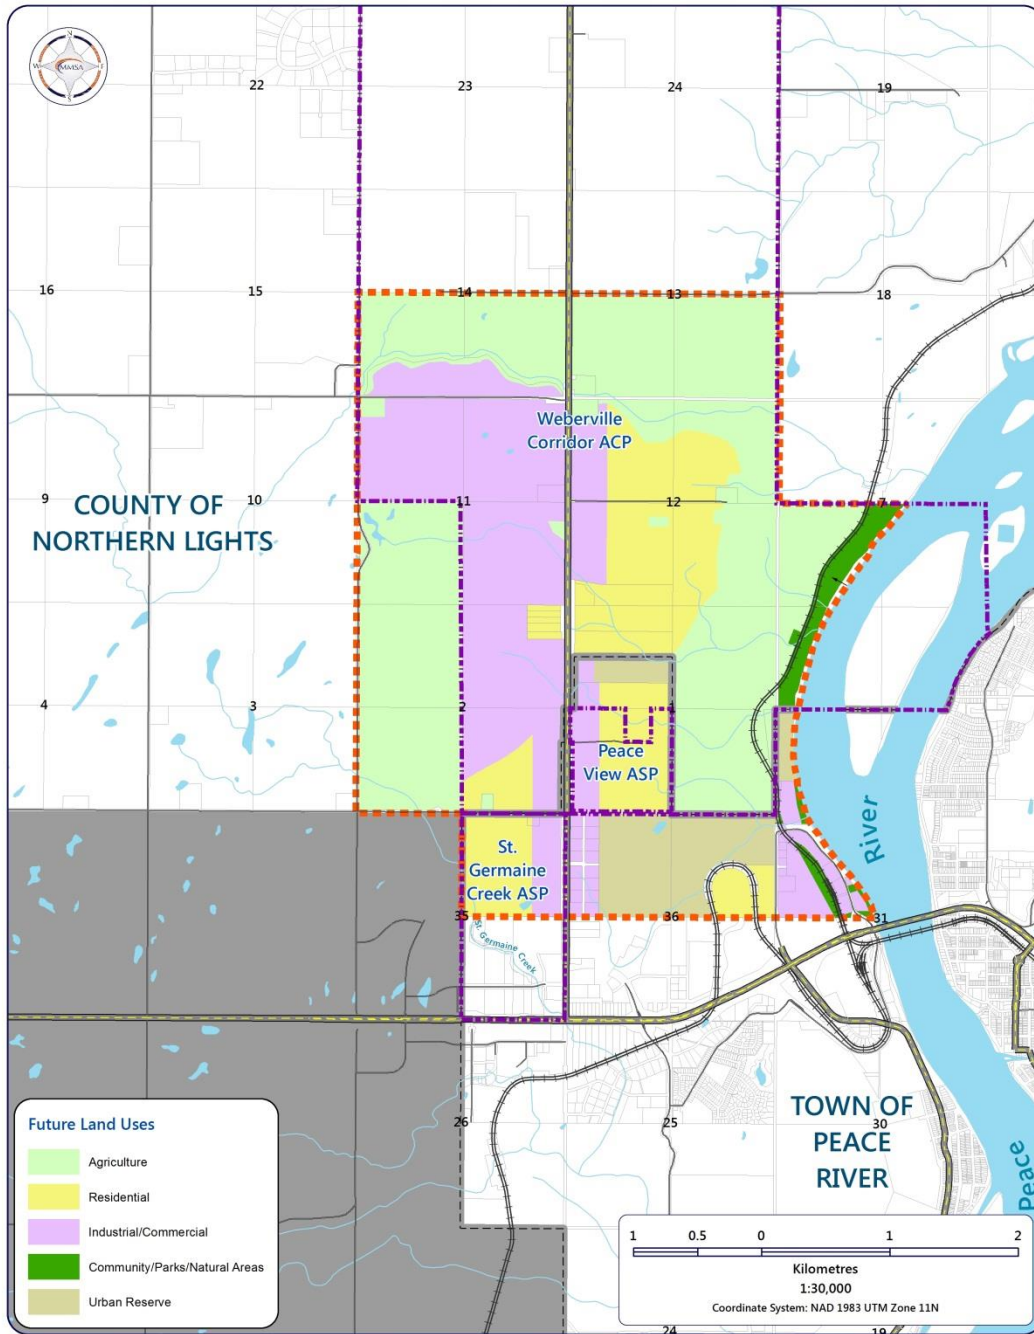 N
W
MMSA
E
S
22
23
24
19
16
15
14
13
18
Weberville
Corridor ACP
9
10
11
12
7
COUNTY OF
NORTHERN LIGHTS
4
3
2
1
Peace
View ASP
River
St.
Germaine
Creek ASP
35
36
31
St. Germaine Creek
26
25
30
TOWN OF
PEACE
RIVER
Peace
Future Land Uses
Agriculture
Residential
Industrial/Commercial
Community/Parks/Natural Areas
Urban Reserve
1 0.5 0 1 2
Kilometres
1:30,000
Coordinate System: NAD 1983 UTM Zone 11N
24
19